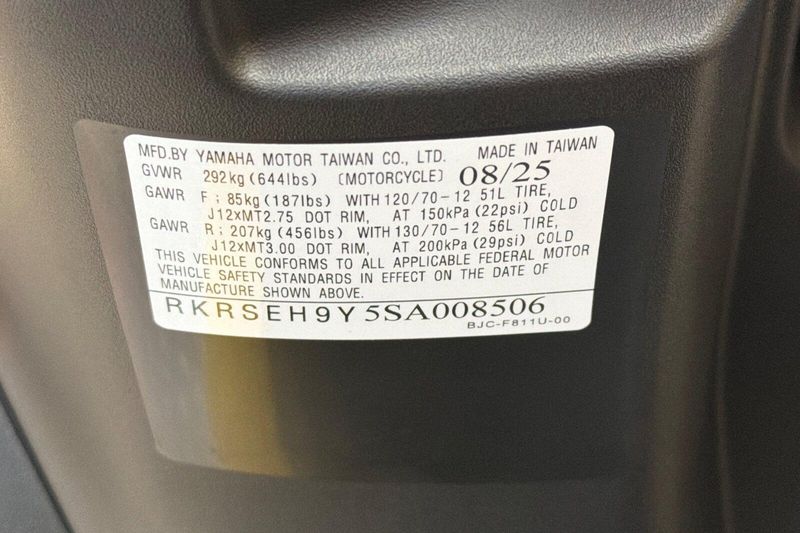 MFD.BY YAMAHA MOTOR TAIWAN CO., LTD. MADE IN TAIWAN
GVWR 292kg (644lbs) (MOTORCYCLE) 08/25
GAWR F ; 85kg (187lbs) WITH 120/70-12 51L TIRE,
J12xMT2.75 DOT RIM, AT 150kPa (22psi) COLD
GAWR R ; 207kg (456lbs) WITH 130/70-12 56L TIRE,
J12xMT3.00 DOT RIM, AT 200kPa (29psi) COLD
THIS VEHICLE CONFORMS TO ALL APPLICABLE FEDERAL MOTOR
VEHICLE SAFETY STANDARDS IN EFFECT ON THE DATE OF
MANUFACTURE SHOWN ABOVE.
RKRSEH9Y5SA008506
BJC-F811U-00